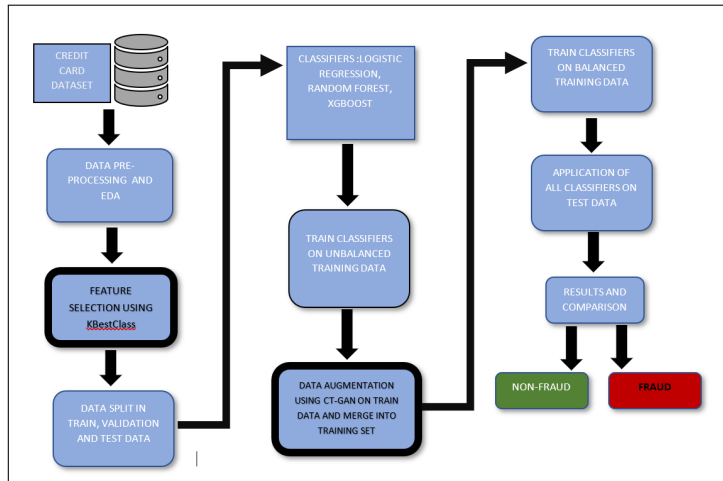 CREDIT
CARD
DATASET
DATA PRE-
PROCESSING AND
EDA
FEATURE
SELECTION USING
KBestClass
DATA SPLIT IN
TRAIN, VALIDATION
AND TEST DATA
CLASSIFIERS :LOGISTIC
REGRESSION,
RANDOM FOREST,
XGBOOST
TRAIN CLASSIFIERS
ON UNBALANCED
TRAINING DATA
DATA AUGMENTATION
USING CT-GAN ON TRAIN
DATA AND MERGE INTO
TRAINING SET
TRAIN CLASSIFIERS
ON BALANCED
TRAINING DATA
APPLICATION OF
ALL CLASSIFIERS ON
TEST DATA
RESULTS AND
COMPARISON
NON-FRAUD
FRAUD